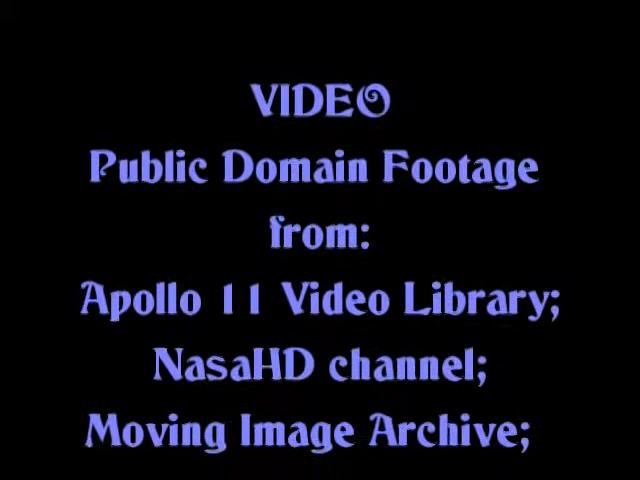 VIDEO
Public Domain Footage
from:
Apollo 11 Video Library;
NasaHD channel;
Moving Image Archive;